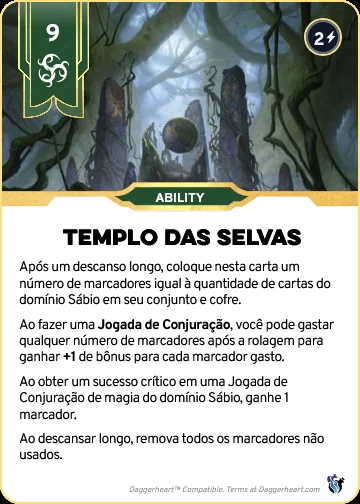 9
2
ABILITY
TEMPLO DAS SELVAS
Após um descanso longo, coloque nesta carta um
número de marcadores igual à quantidade de cartas do
domínio Sábio em seu conjunto e cofre.
Ao fazer uma Jogada de Conjuração, você pode gastar
qualquer número de marcadores após a rolagem para
ganhar +1 de bônus para cada marcador gasto.
Ao obter um sucesso crítico em uma Jogada de
Conjuração de magia do domínio Sábio, ganhe 1
marcador.
Ao descansar longo, remova todos os marcadores não
usados.
Daggerheart™ Compatible. Terms at Daggerheart.com